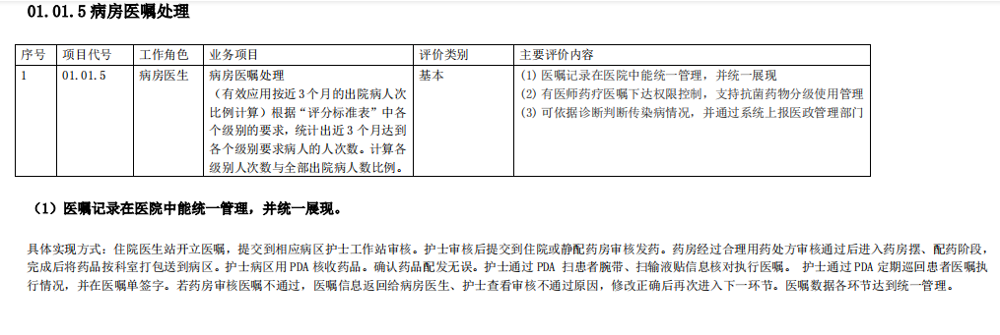 01.01.5 病房医嘱处理
序号 项目代号 工作角色 业务项目 评价类别 主要评价内容
1 01.01.5 病房医生 病房医嘱处理 基本 (1) 医嘱记录在医院中能统一管理，并统一展现
（有效应用按近 3 个月的出院病人次 (2) 有医师药疗医嘱下达权限控制，支持抗菌药物分级使用管理
比例计算）根据“评分标准表”中各 (3) 可依据诊断判断传染病情况，并通过系统上报医政管理部门
个级别的要求，统计出近 3 个月达到
各个级别要求病人的人次数。计算各
级别人次数与全部出院病人数比例。
（1）医嘱记录在医院中能统一管理，并统一展现。
具体实现方式：住院医生站开立医嘱，提交到相应病区护士工作站审核。护士审核后提交到住院或静配药房审核发药。药房经过合理用药处方审核通过后进入药房摆、配药阶段，
完成后将药品按科室打包送到病区。护士病区用 PDA 核收药品。确认药品配发无误。护士通过 PDA 扫患者腕带、扫输液贴信息核对执行医嘱。 护士通过 PDA 定期巡回患者医嘱执
行情况，并在医嘱单签字。若药房审核医嘱不通过，医嘱信息返回给病房医生、护士查看审核不通过原因，修改正确后再次进入下一环节。医嘱数据各环节达到统一管理。